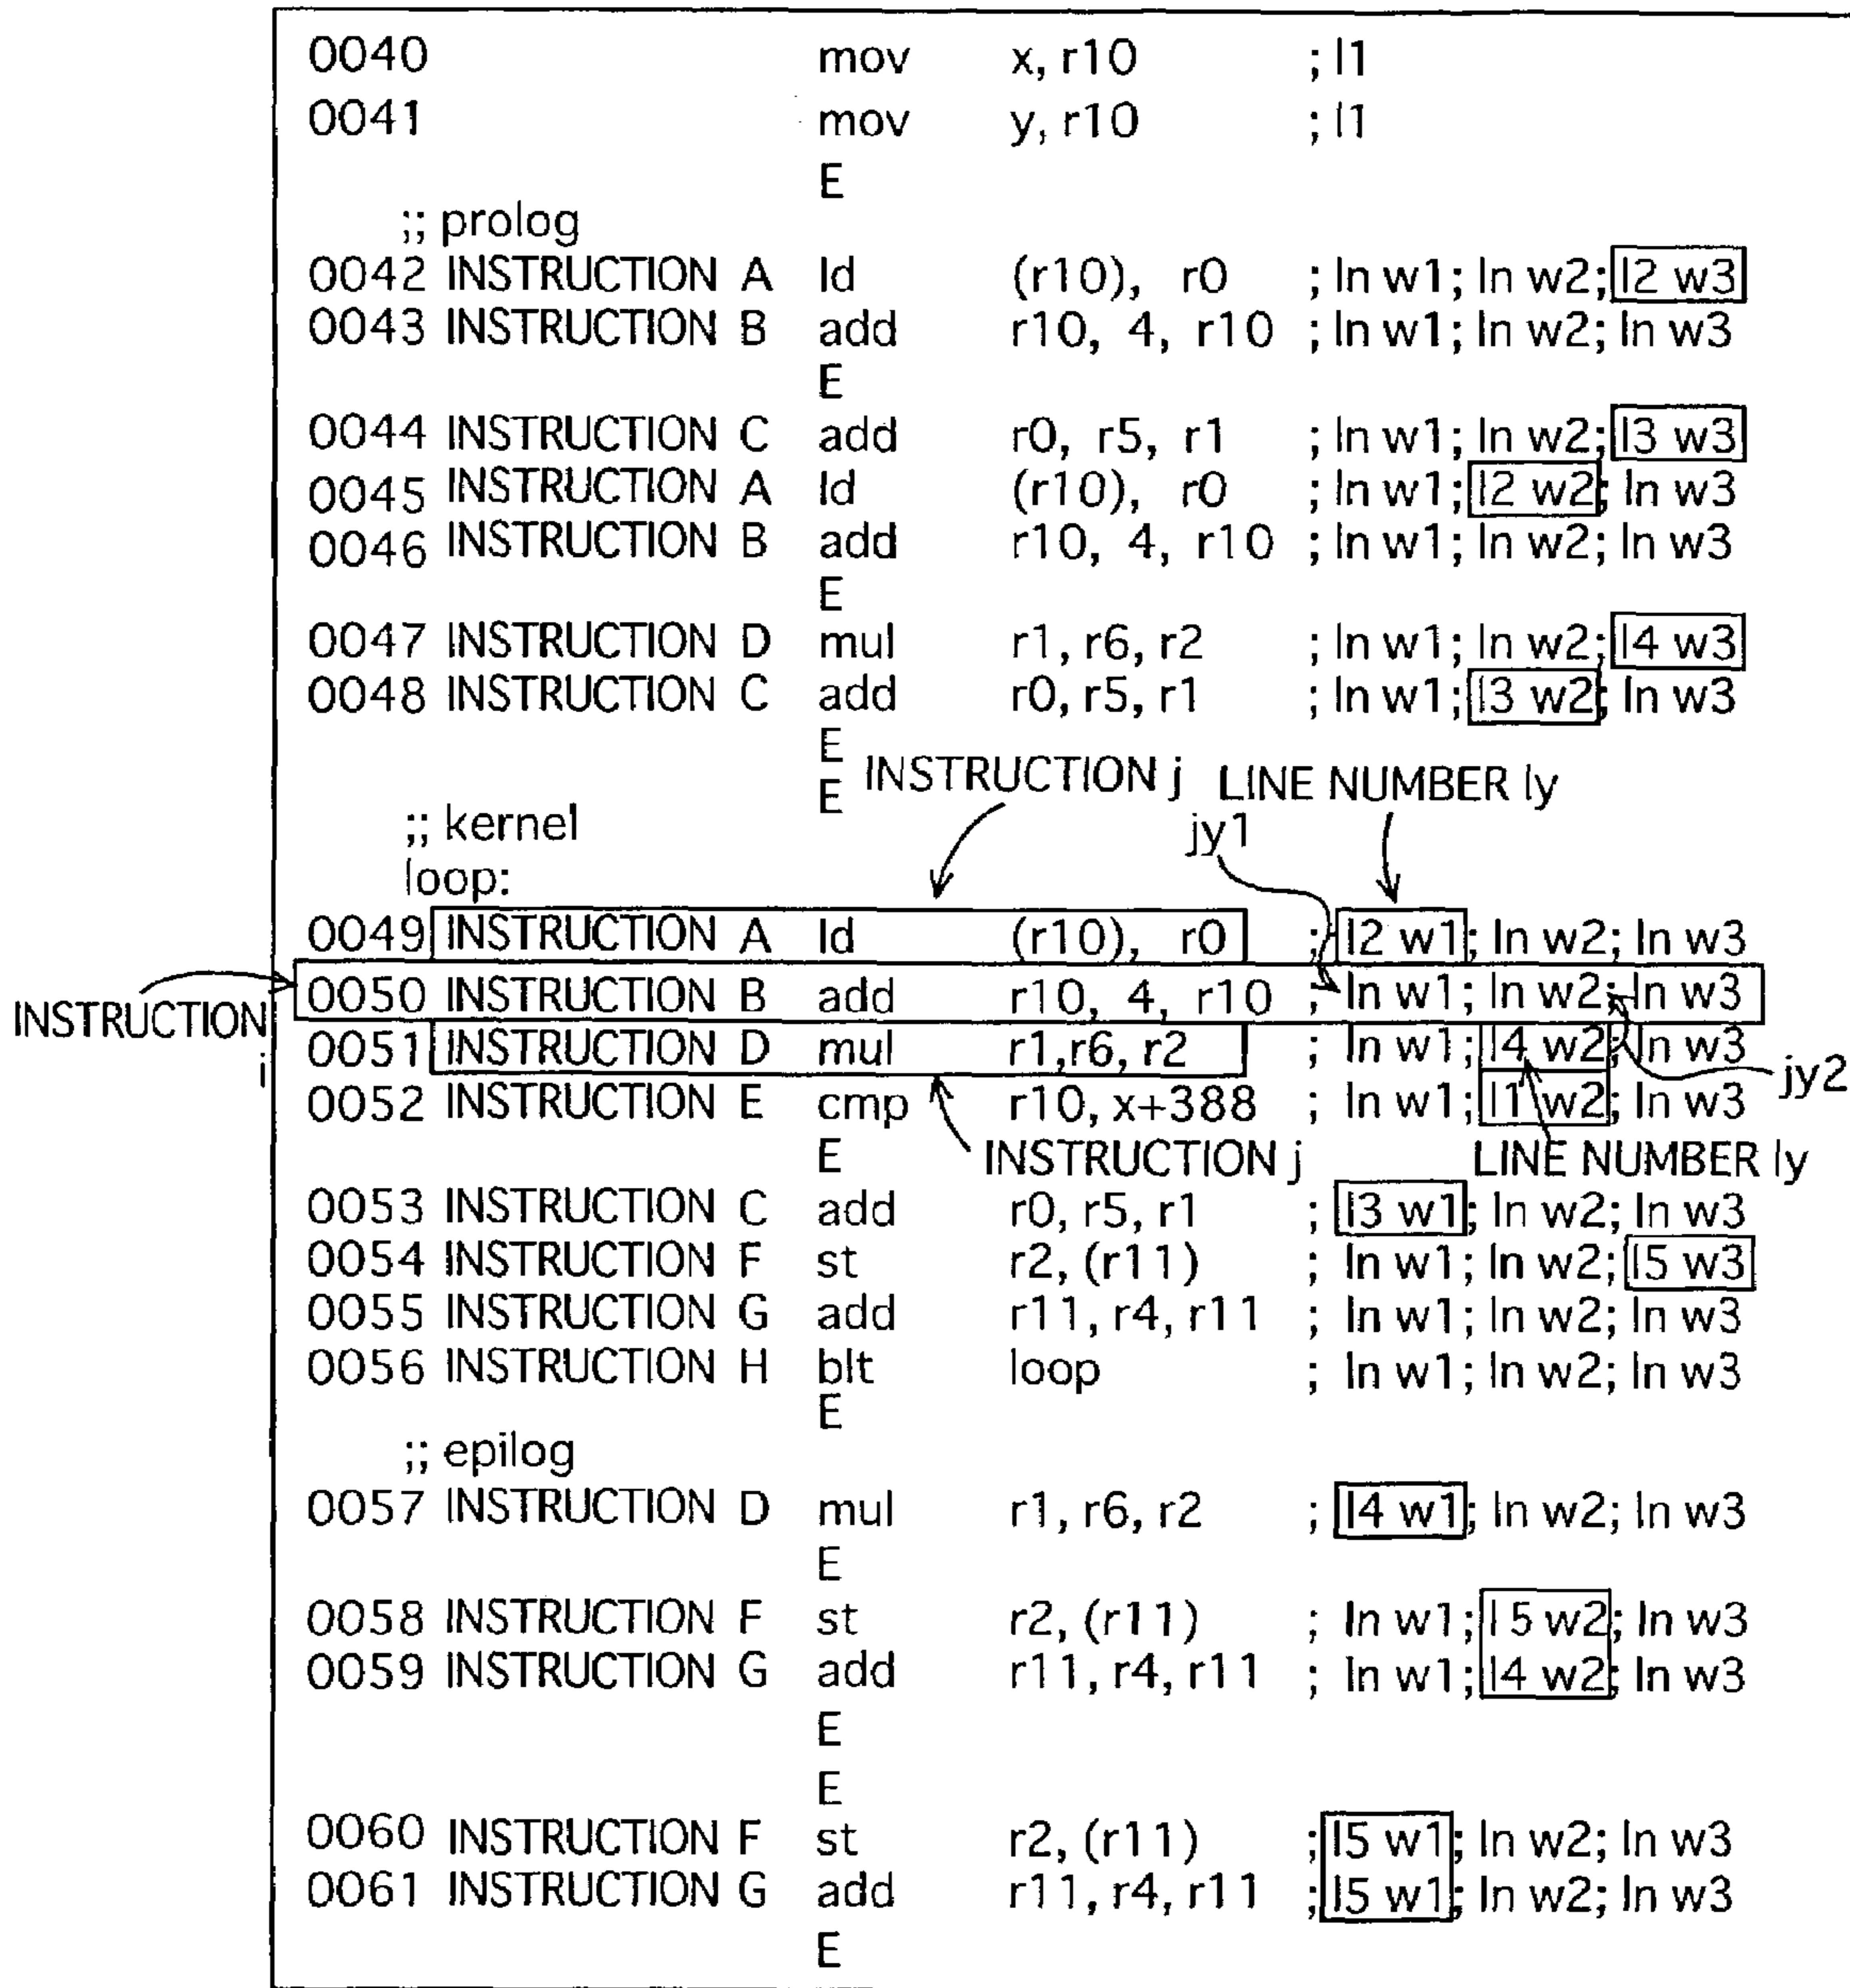 0040 mov x, r10 ; l1
0041 mov y, r10 ; l1
E
;; prolog
0042 INSTRUCTION A ld (r10), r0 ; ln w1; ln w2; l2 w3
0043 INSTRUCTION B add r10, 4, r10 ; ln w1; ln w2; ln w3
E
0044 INSTRUCTION C add r0, r5, r1 ; ln w1; ln w2; l3 w3
0045 INSTRUCTION A ld (r10), r0 ; ln w1; l2 w2; ln w3
0046 INSTRUCTION B add r10, 4, r10 ; ln w1; ln w2; ln w3
E
0047 INSTRUCTION D mul r1, r6, r2 ; ln w1; ln w2; l4 w3
0048 INSTRUCTION C add r0, r5, r1 ; ln w1; l3 w2; ln w3
E
E
INSTRUCTION j LINE NUMBER ly
;; kernel
jy1
loop:
0049 INSTRUCTION A ld (r10), r0 ; l2 w1; ln w2; ln w3
0050 INSTRUCTION B add r10, 4, r10 ; ln w1; ln w2; ln w3
INSTRUCTION i
0051 INSTRUCTION D mul r1,r6, r2 ; ln w1; l4 w2; ln w3
jy2
0052 INSTRUCTION E cmp r10, x+388 ; ln w1; l1 w2; ln w3
E
INSTRUCTION j LINE NUMBER ly
0053 INSTRUCTION C add r0, r5, r1 ; l3 w1; ln w2; ln w3
0054 INSTRUCTION F st r2, (r11) ; ln w1; ln w2; l5 w3
0055 INSTRUCTION G add r11, r4, r11 ; ln w1; ln w2; ln w3
0056 INSTRUCTION H blt loop ; ln w1; ln w2; ln w3
E
;; epilog
0057 INSTRUCTION D mul r1, r6, r2 ; l4 w1; ln w2; ln w3
E
0058 INSTRUCTION F st r2, (r11) ; ln w1; l5 w2; ln w3
0059 INSTRUCTION G add r11, r4, r11 ; ln w1; l4 w2; ln w3
E
E
0060 INSTRUCTION F st r2, (r11) ; l5 w1; ln w2; ln w3
0061 INSTRUCTION G add r11, r4, r11 ; l5 w1; ln w2; ln w3
E